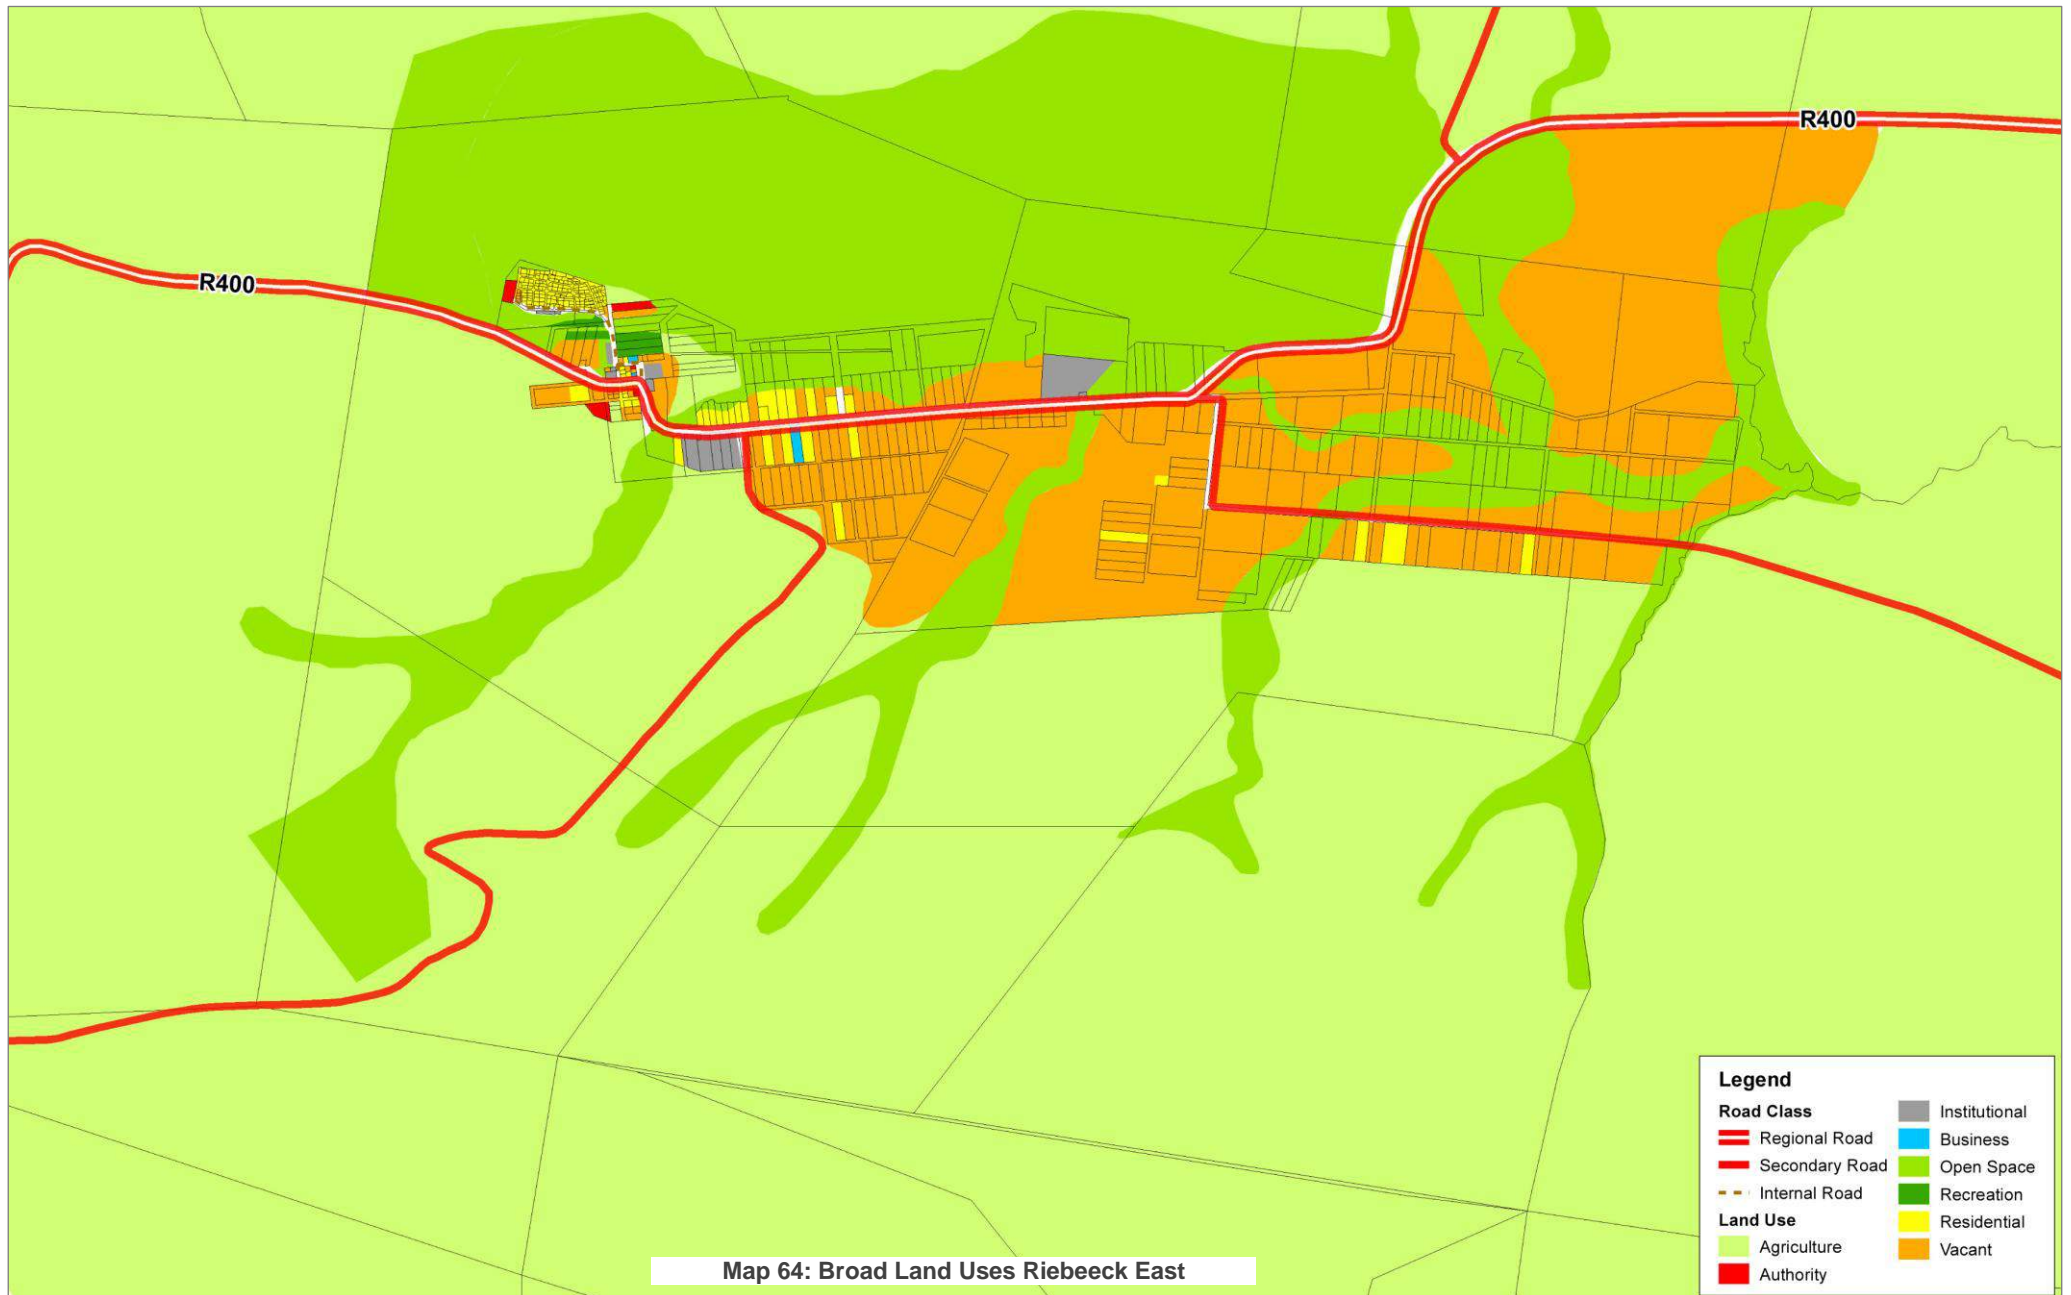 R400
R400
Legend
Road Class
Regional Road
Secondary Road
Internal Road
Land Use
Agriculture
Authority
Institutional
Business
Open Space
Recreation
Residential
Vacant
Map 64: Broad Land Uses Riebeeck East